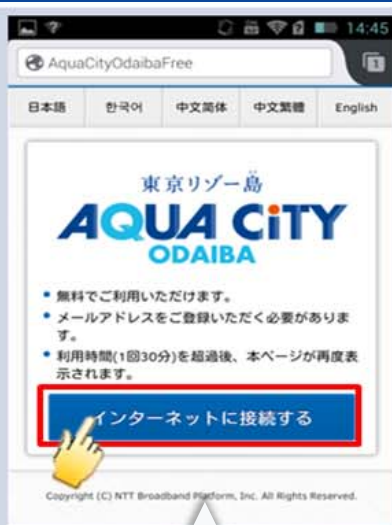 14:45
AquaCityOdaibaFree
1
日本語 한국어 中文简体 中文繁體 English
東京リゾー島
AQUA CiTY
ODAIBA
• 無料でご利用いただけます。
• メールアドレスをご登録いただく必要がありま
す。
• 利用時間(1回30分)を超過後、本ページが再度表
示されます。
インターネットに接続する
Copyright (C) NTT Broadband Platform, Inc. All Rights Reserved.